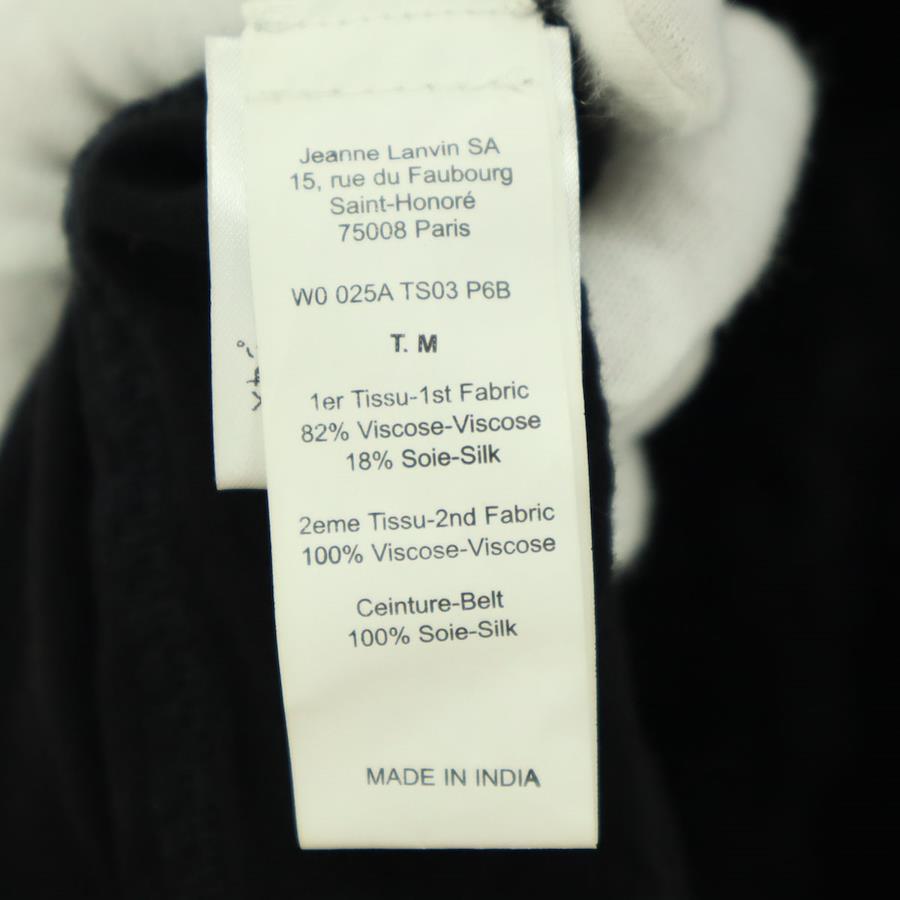 Jeanne Lanvin SA
15, rue du Faubourg
Saint-Honoré
75008 Paris
W0 025A TS03 P6B
T. M
1er Tissu-1st Fabric
82% Viscose-Viscose
18% Soie-Silk
2eme Tissu-2nd Fabric
100% Viscose-Viscose
Ceinture-Belt
100% Soie-Silk
MADE IN INDIA